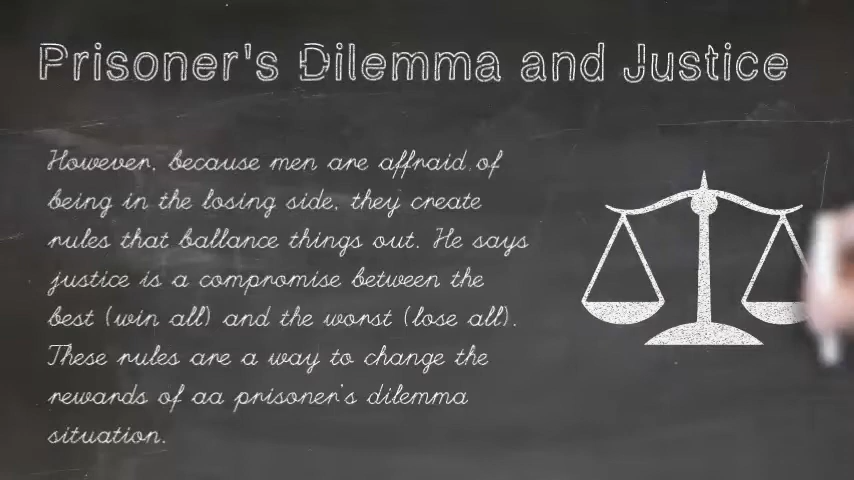 Prisoner's Dilemma and Justice
However, because men are affraid of
being in the losing side, they create
rules that ballance things out. He says
justice is a compromise between the
best (win all) and the worst (lose all).
These rules are a way to change the
rewards of aa prisoner's dilemma
situation.